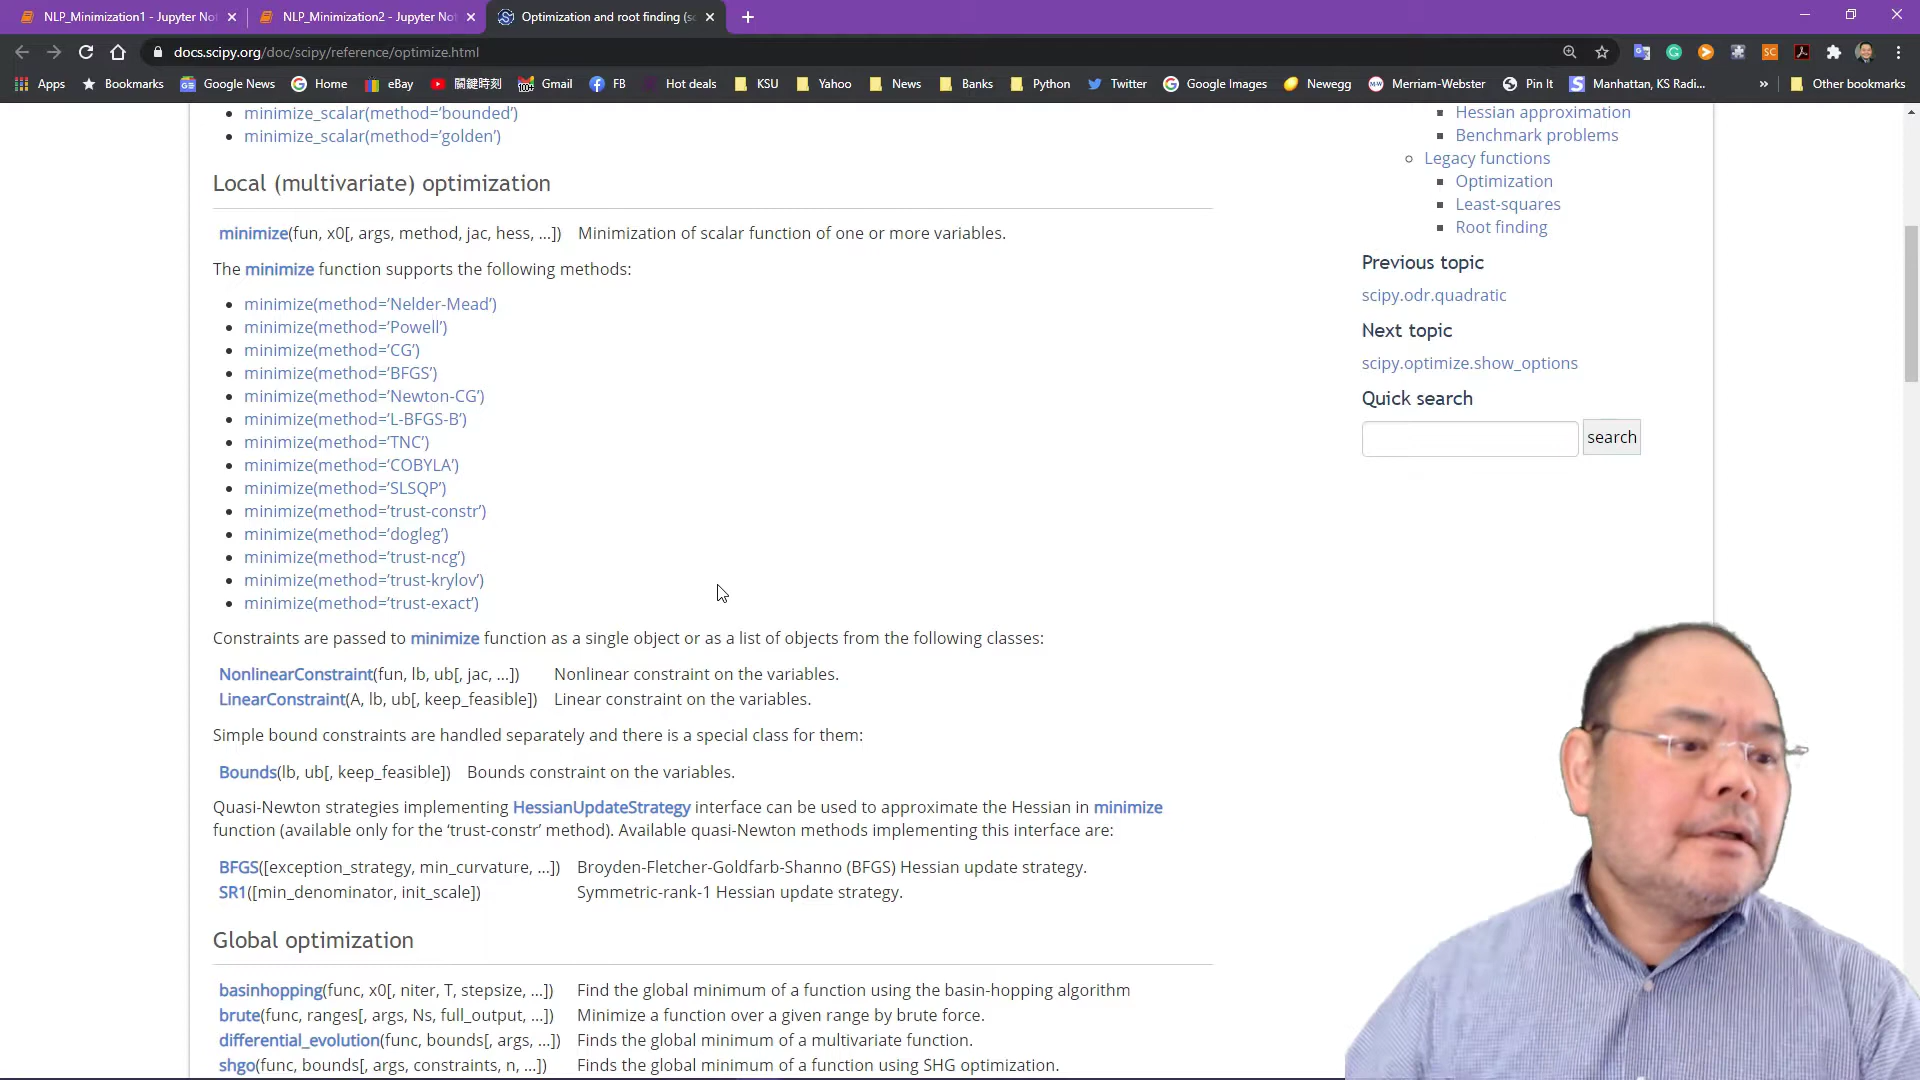 NLP_Minimization1 - Jupyter Not
NLP_Minimization2 - Jupyter Not
Optimization and root finding (sc
docs.scipy.org/doc/scipy/reference/optimize.html
Apps
Bookmarks
Google News
Home
eBay
關鍵時刻
Gmail
FB
Hot deals
KSU
Yahoo
News
Banks
Python
Twitter
Google Images
Newegg
Merriam-Webster
Pin It
Manhattan, KS Radi...
»
Other bookmarks
minimize_scalar(method='bounded')
minimize_scalar(method='golden')
Local (multivariate) optimization
minimize(fun, x0[, args, method, jac, hess, ...]) Minimization of scalar function of one or more variables.
The minimize function supports the following methods:
minimize(method='Nelder-Mead')
minimize(method='Powell')
minimize(method='CG')
minimize(method='BFGS')
minimize(method='Newton-CG')
minimize(method='L-BFGS-B')
minimize(method='TNC')
minimize(method='COBYLA')
minimize(method='SLSQP')
minimize(method='trust-constr')
minimize(method='dogleg')
minimize(method='trust-ncg')
minimize(method='trust-krylov')
minimize(method='trust-exact')
Constraints are passed to minimize function as a single object or as a list of objects from the following classes:
NonlinearConstraint(fun, lb, ub[, jac, ...]) Nonlinear constraint on the variables.
LinearConstraint(A, lb, ub[, keep_feasible]) Linear constraint on the variables.
Simple bound constraints are handled separately and there is a special class for them:
Bounds(lb, ub[, keep_feasible]) Bounds constraint on the variables.
Quasi-Newton strategies implementing HessianUpdateStrategy interface can be used to approximate the Hessian in minimize
function (available only for the 'trust-constr' method). Available quasi-Newton methods implementing this interface are:
BFGS([exception_strategy, min_curvature, ...]) Broyden-Fletcher-Goldfarb-Shanno (BFGS) Hessian update strategy.
SR1([min_denominator, init_scale]) Symmetric-rank-1 Hessian update strategy.
Global optimization
basinhopping(func, x0[, niter, T, stepsize, ...]) Find the global minimum of a function using the basin-hopping algorithm
brute(func, ranges[, args, Ns, full_output, ...]) Minimize a function over a given range by brute force.
differential_evolution(func, bounds[, args, ...]) Finds the global minimum of a multivariate function.
shgo(func, bounds[, args, constraints, n, ...]) Finds the global minimum of a function using SHG optimization.
Hessian approximation
Benchmark problems
Legacy functions
Optimization
Least-squares
Root finding
Previous topic
scipy.odr.quadratic
Next topic
scipy.optimize.show_options
Quick search
search